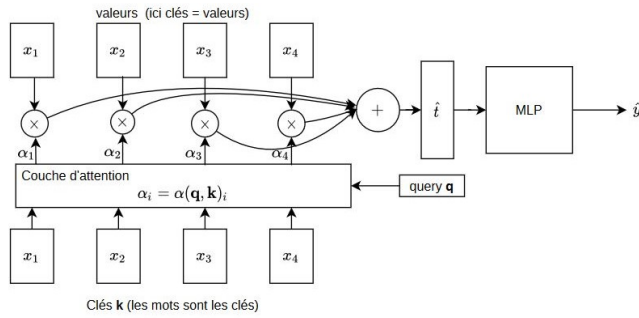 valeurs (ici clés = valeurs)
x₁ x₂ x₃ x₄
× × × × + t̂ MLP ŷ
α₁ α₂ α₃ α₄
Couche d'attention
αᵢ = α(q, k)ᵢ
query q
x₁ x₂ x₃ x₄
Clés k (les mots sont les clés)